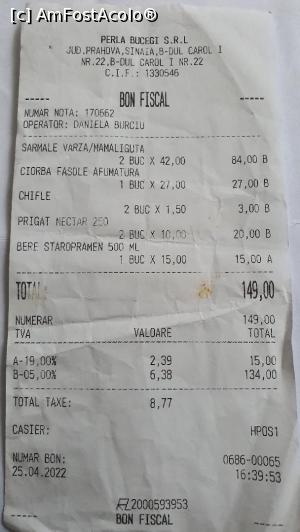 [c] AmFostAcolo®
PERLA BUCEGI S.R.L
JUD.PRAHOVA,SINAIA,B-DUL CAROL I
NR.22,B-DUL CAROL I NR.22
C.I.F.: 1330546
----- BON FISCAL -----
NUMAR NOTA: 170662
OPERATOR: DANIELA BURCIU
SARMALE VARZA/MAMALIGUTA
2 BUC X 42,00 84,00 B
CIORBA FASOLE AFUMATURA
1 BUC X 27,00 27,00 B
CHIFLE
2 BUC X 1,50 3,00 B
PRIGAT NECTAR 250
2 BUC X 10,00 20,00 B
BERE STAROPRAMEN 500 ML
1 BUC X 15,00 15,00 A
TOTAL: 149,00
NUMERAR 149,00
TVA VALOARE TOTAL
A-19,00% 2,39 15,00
B-05,00% 6,38 134,00
TOTAL TAXE: 8,77
CASIER: HPOS1
NUMAR BON: 0686-00065
25.04.2022 16:39:53
2000593953
BON FISCAL